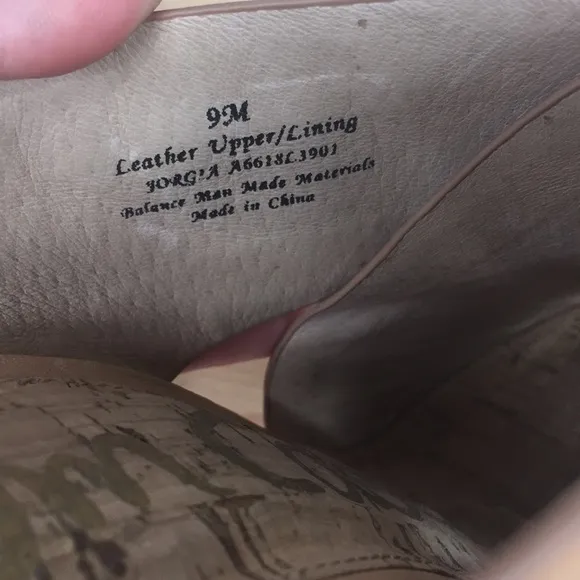 9M
Leather Upper/Lining
JORG'A A6618L3901
Balance Man Made Materials
Made in China